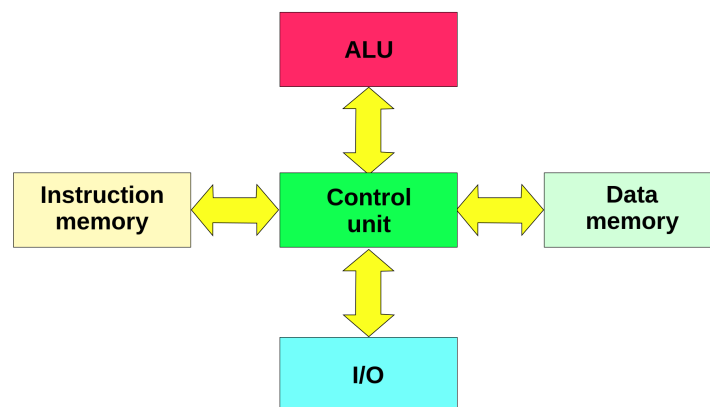 ALU
Instruction
memory
Control
unit
Data
memory
I/O